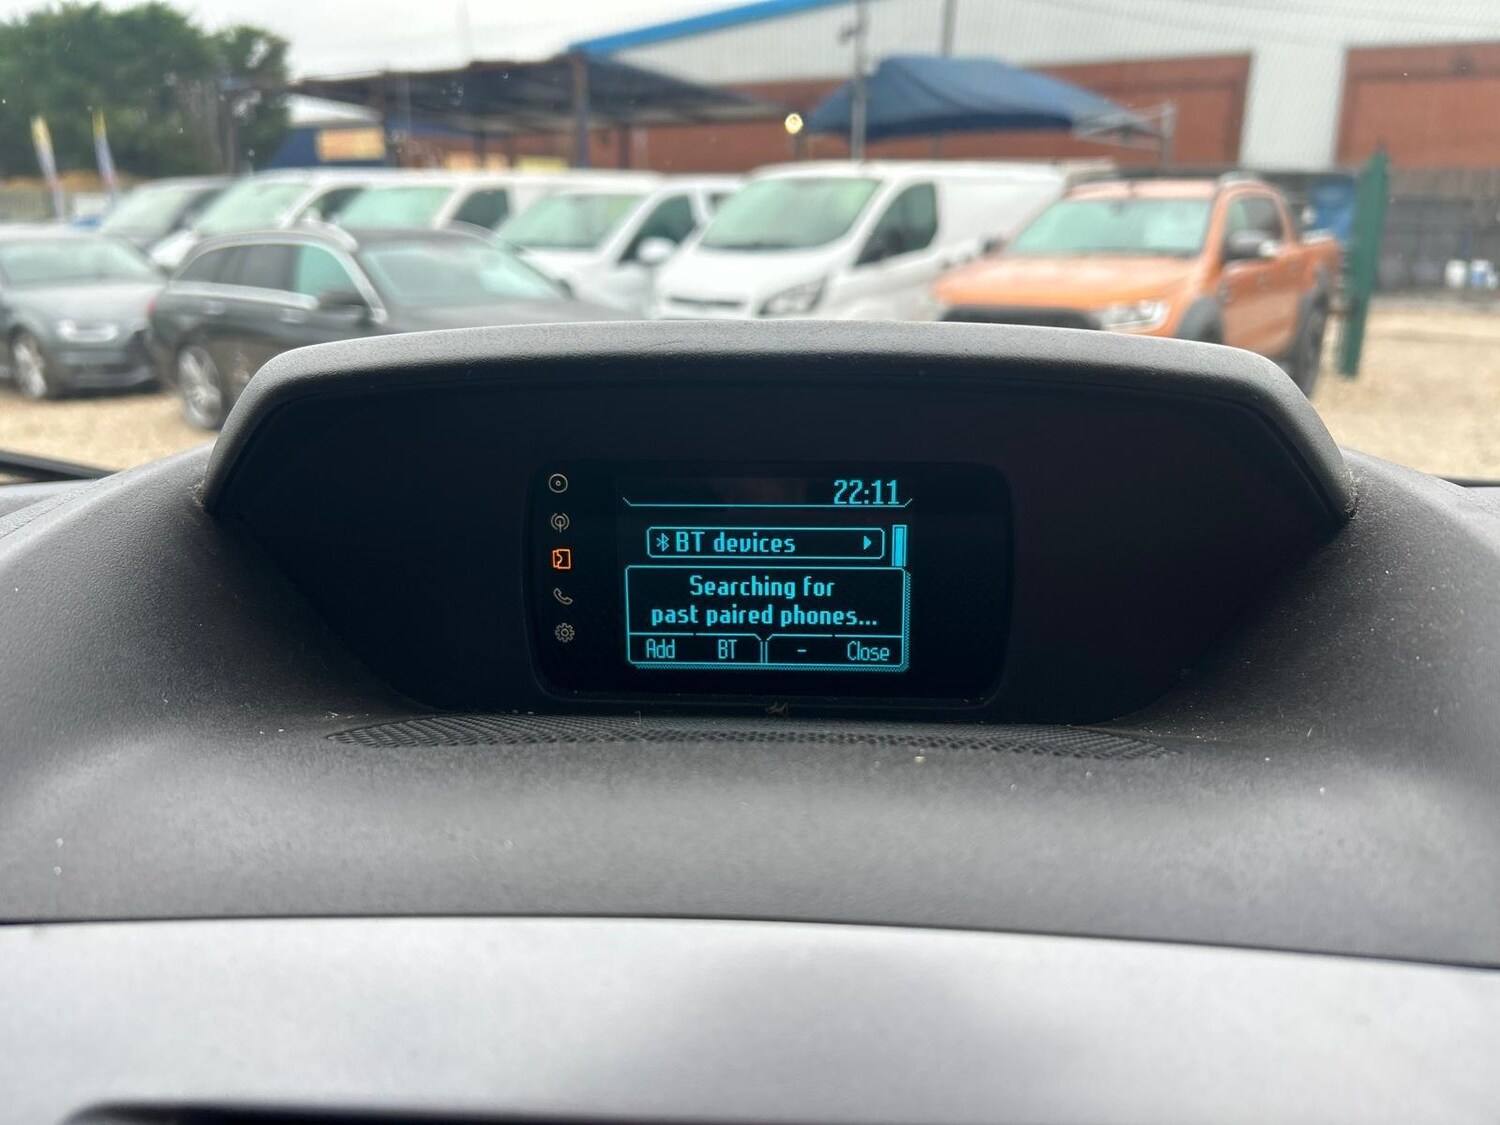 22:11
BT devices
Searching for
past paired phones...
Add BT - Close